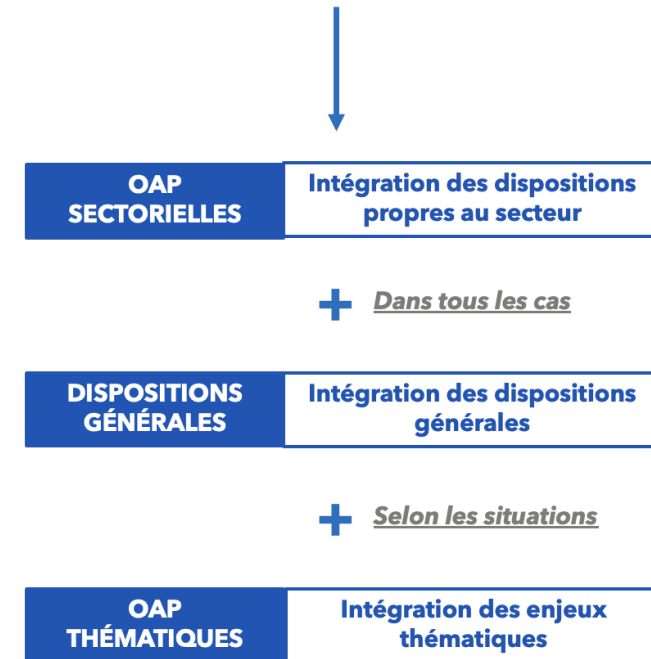 OAP
SECTORIELLES
Intégration des dispositions
propres au secteur
+ Dans tous les cas
DISPOSITIONS
GÉNÉRALES
Intégration des dispositions
générales
+ Selon les situations
OAP
THÉMATIQUES
Intégration des enjeux
thématiques